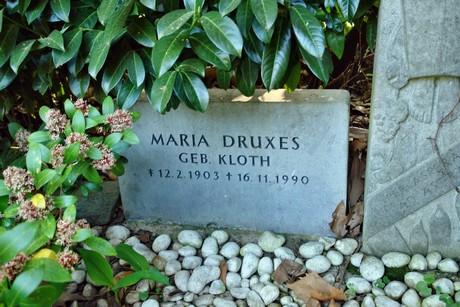 MARIA DRUXES
GEB. KLOTH
* 12.2.1903 † 16.11.1990